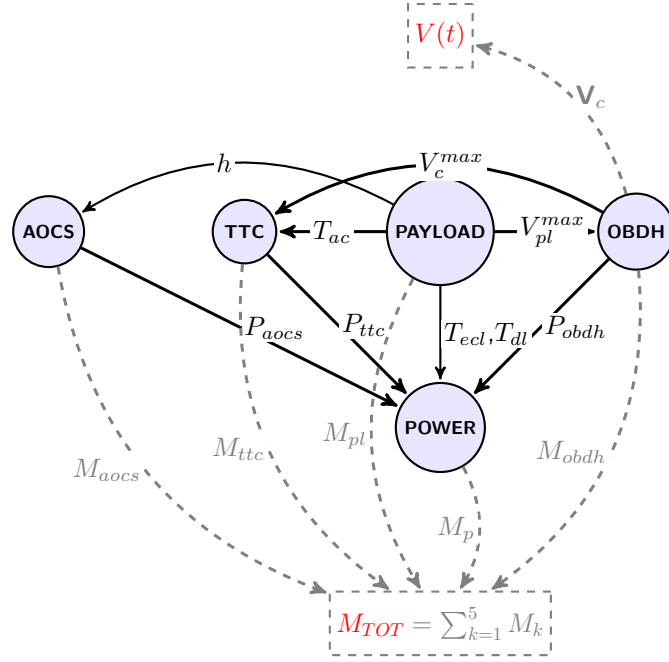 V(t)
V_c
h
V_c^{max}
AOCS
TTC
T_{ac}
PAYLOAD
V_{pl}^{max}
OBDH
P_{aocs}
P_{ttc}
T_{ecl},T_{dl}
P_{obdh}
POWER
M_{aocs}
M_{ttc}
M_{pl}
M_{obdh}
M_p
M_{TOT} = ∑_{k=1}^{5} M_k